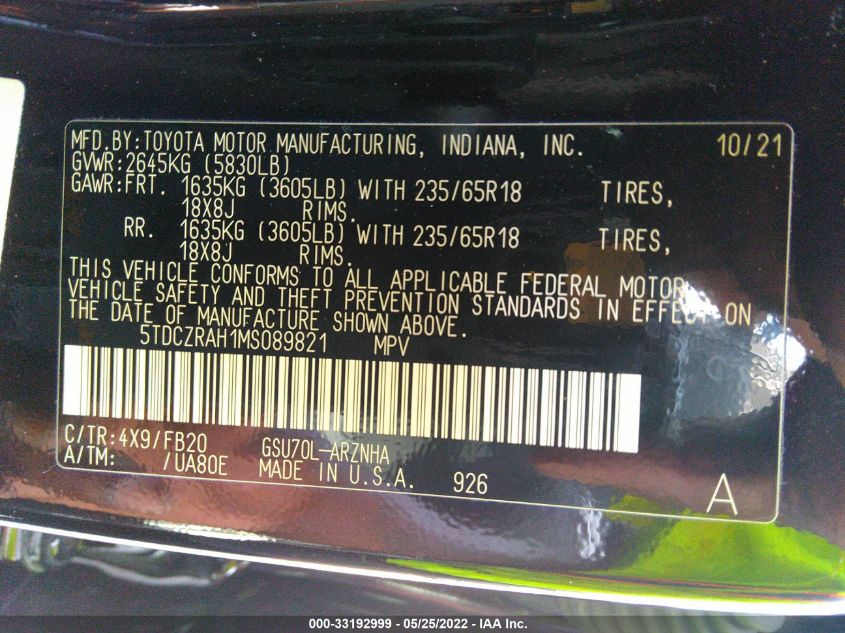 MFD.BY:TOYOTA MOTOR MANUFACTURING, INDIANA, INC. 10/21
GVWR:2645KG (5830LB)
GAWR:FRT. 1635KG (3605LB) WITH 235/65R18 TIRES,
18X8J RIMS.
RR. 1635KG (3605LB) WITH 235/65R18 TIRES,
18X8J RIMS.
THIS VEHICLE CONFORMS TO ALL APPLICABLE FEDERAL MOTOR
VEHICLE SAFETY AND THEFT PREVENTION STANDARDS IN EFFECT ON
THE DATE OF MANUFACTURE SHOWN ABOVE.
5TDCZRAH1MS089821 MPV
C/TR:4X9/FB20 GSU70L-ARZNHA
A/TM: /UA80E MADE IN U.S.A. 926 A
000-33192999 - 05/25/2022 - IAA Inc.